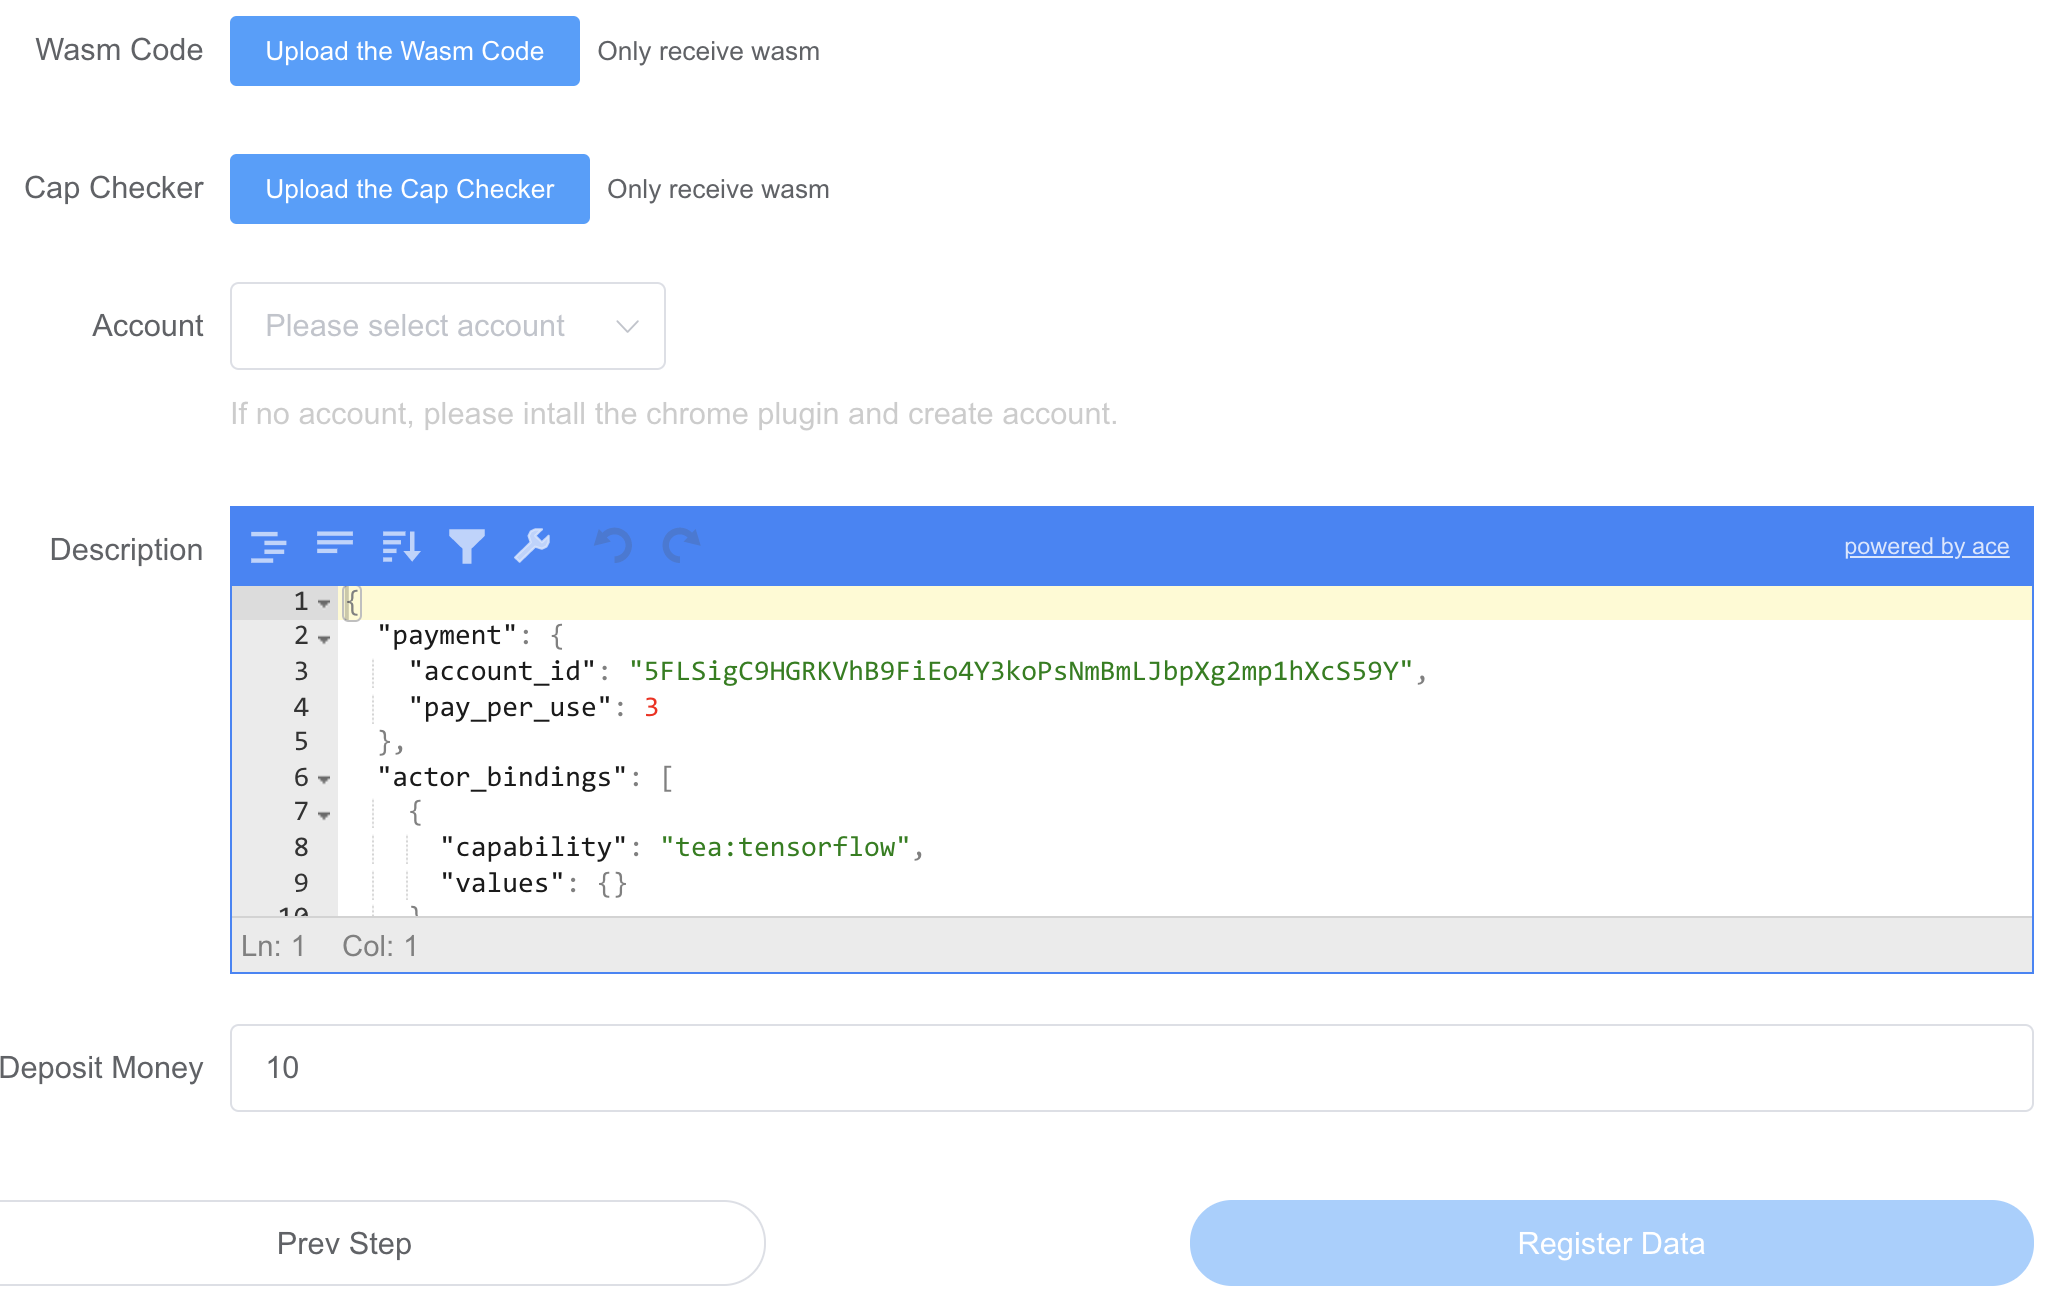 Wasm Code Upload the Wasm Code Only receive wasm
Cap Checker Upload the Cap Checker Only receive wasm
Account Please select account
If no account, please intall the chrome plugin and create account.
Description powered by ace
1 {
2 "payment": {
3 "account_id": "5FLSigC9HGRKVhB9FiEo4Y3koPsNmBmLJbpXg2mp1hXcS59Y",
4 "pay_per_use": 3
5 },
6 "actor_bindings": [
7 {
8 "capability": "tea:tensorflow",
9 "values": {}
10 }
Ln: 1 Col: 1
Deposit Money 10
Prev Step Register Data